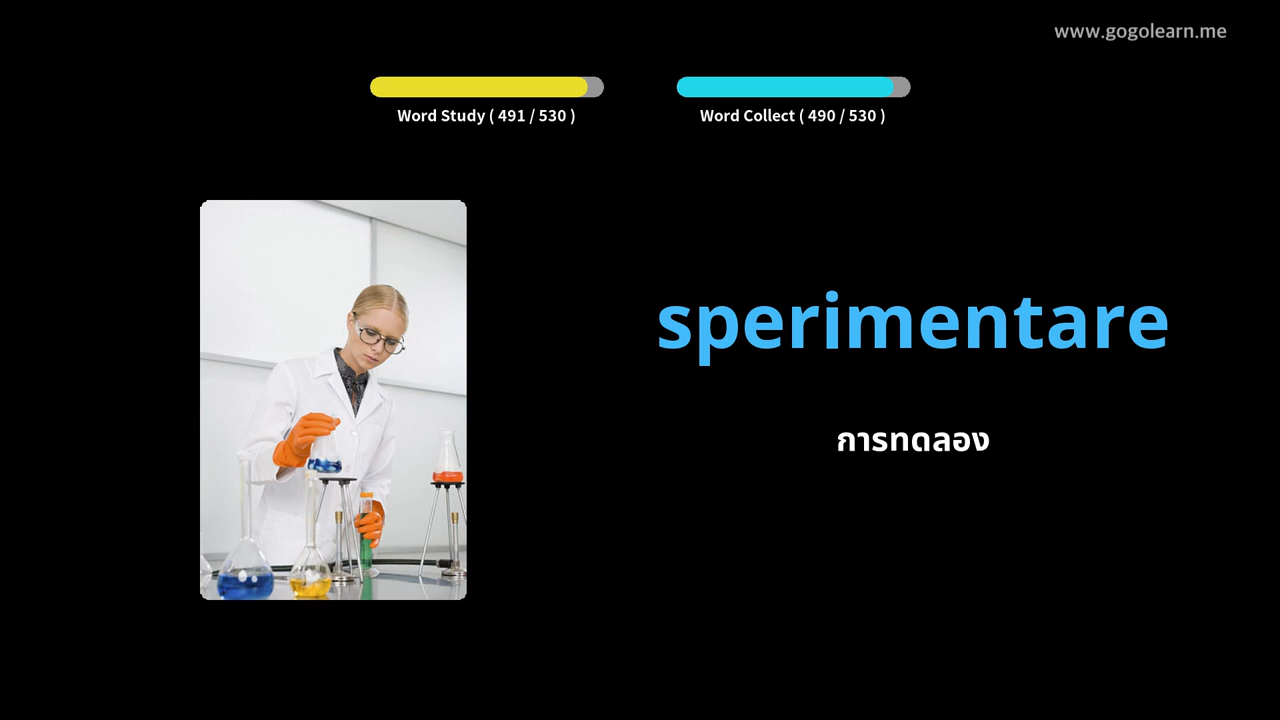 www.gogolearn.me
Word Study ( 491 / 530 )
Word Collect ( 490 / 530 )
sperimentare
การทดลอง